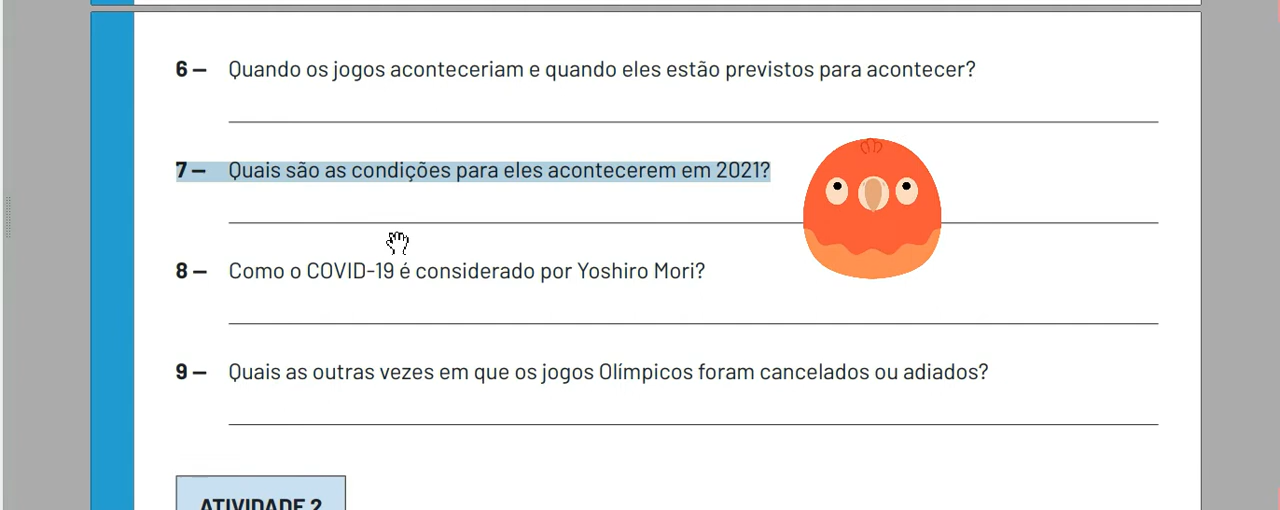 6 — Quando os jogos aconteceriam e quando eles estão previstos para acontecer?
7 — Quais são as condições para eles acontecerem em 2021?
8 — Como o COVID-19 é considerado por Yoshiro Mori?
9 — Quais as outras vezes em que os jogos Olímpicos foram cancelados ou adiados?
ATIVIDADE 2